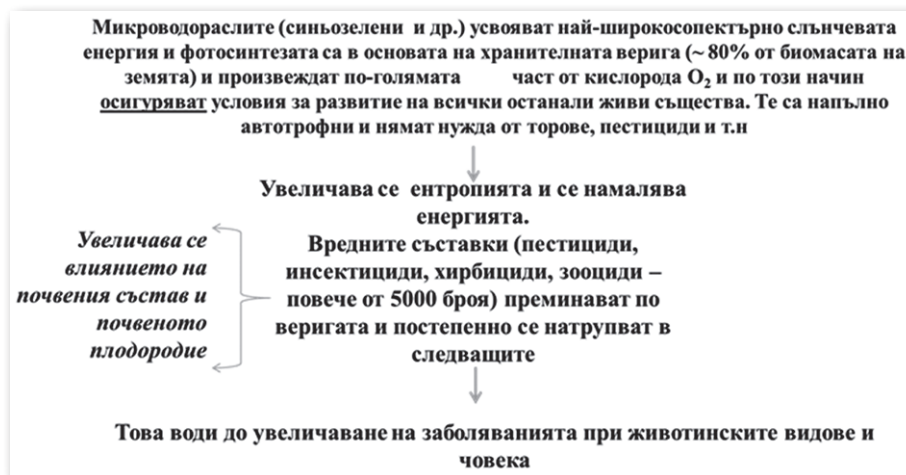 Микроводораслите (синьозелени и др.) усвояват най-широкосопектърно слънчевата
енергия и фотосинтезата са в основата на хранителната верига (~ 80% от биомасата на
земята) и произвеждат по-голямата част от кислорода O₂ и по този начин
осигуряват условия за развитие на всички останали живи същества. Те са напълно
автотрофни и нямат нужда от торове, пестициди и т.н
Увеличава се ентропията и се намалява
енергията.
Вредните съставки (пестициди,
инсектициди, хирбициди, зооциди –
повече от 5000 броя) преминават по
веригата и постепенно се натрупват в
следващите
Увеличава се
влиянието на
почвения състав и
почвеното
плодородие
Това води до увеличаване на заболяванията при животинските видове и
човека